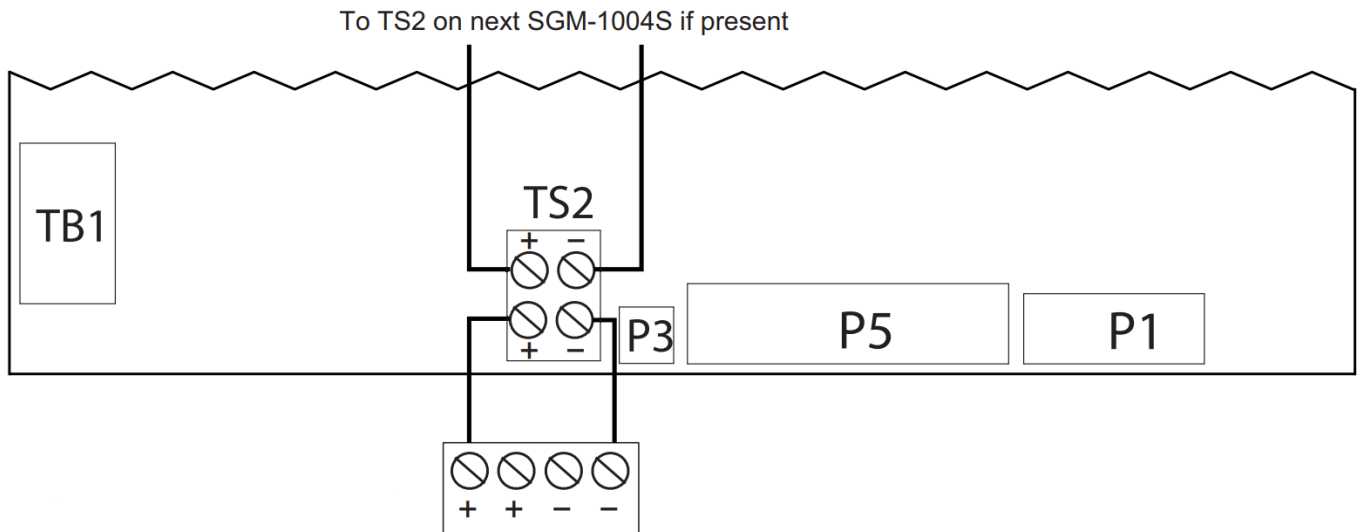 To TS2 on next SGM-1004S if present
TB1
TS2
+ −
+ −
P3
P5
P1
+ + − −